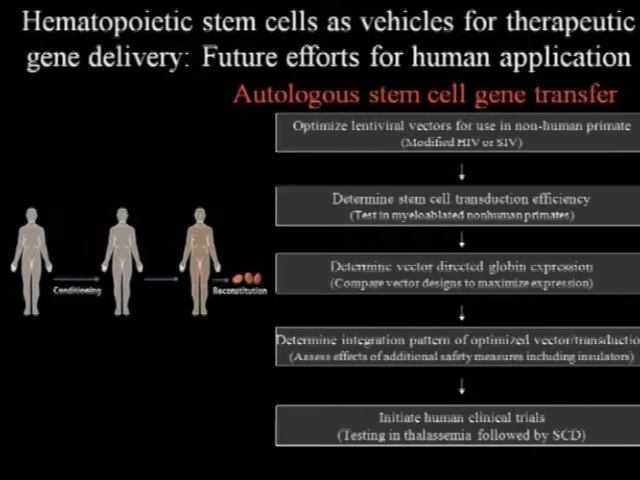 Hematopoietic stem cells as vehicles for therapeutic
gene delivery: Future efforts for human application
Autologous stem cell gene transfer
Optimize lentiviral vectors for use in non-human primate
(Modified HIV or SIV)
Determine stem cell transduction efficiency
(Test in myeloablated nonhuman primates)
Determine vector directed globin expression
(Compare vector designs to maximize expression)
Determine integration pattern of optimized vector/transductio
(Assess effects of additional safety measures including insulators)
Initiate human clinical trials
(Testing in thalassemia followed by SCD)
Conditioning
Reconstitution